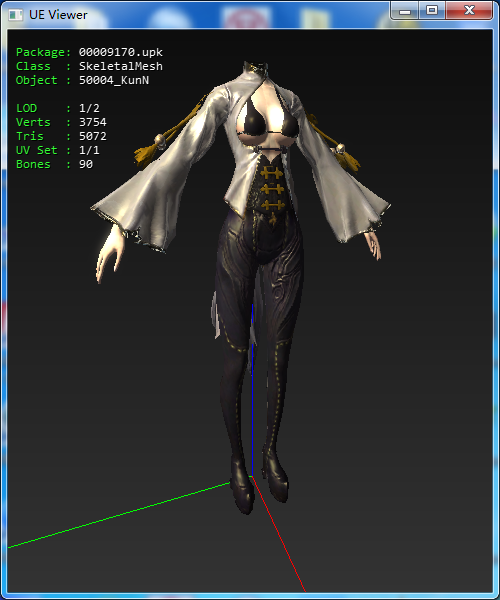 UE Viewer
Package: 00009170.upk
Class : SkeletalMesh
Object : 50004_KunN
LOD : 1/2
Verts : 3754
Tris : 5072
UV Set : 1/1
Bones : 90